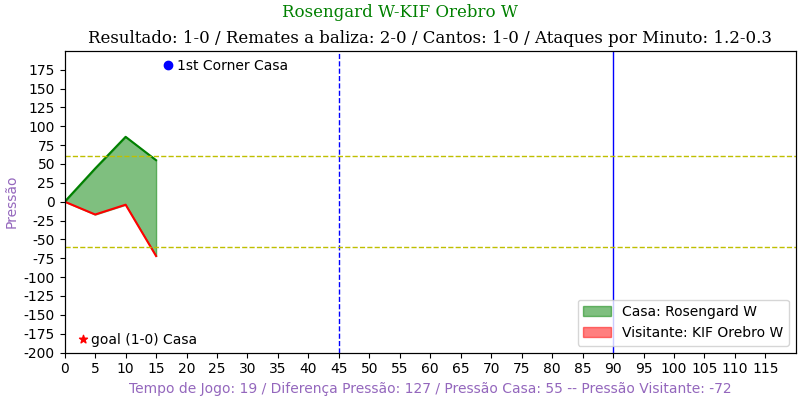 Rosengard W-KIF Orebro W
Resultado: 1-0 / Remates a baliza: 2-0 / Cantos: 1-0 / Ataques por Minuto: 1.2-0.3
Pressão
175
150
125
100
75
50
25
0
-25
-50
-75
-100
-125
-150
-175
-200
1st Corner Casa
goal (1-0) Casa
Casa: Rosengard W
Visitante: KIF Orebro W
0 5 10 15 20 25 30 35 40 45 50 55 60 65 70 75 80 85 90 95 100 105 110 115
Tempo de Jogo: 19 / Diferença Pressão: 127 / Pressão Casa: 55 -- Pressão Visitante: -72